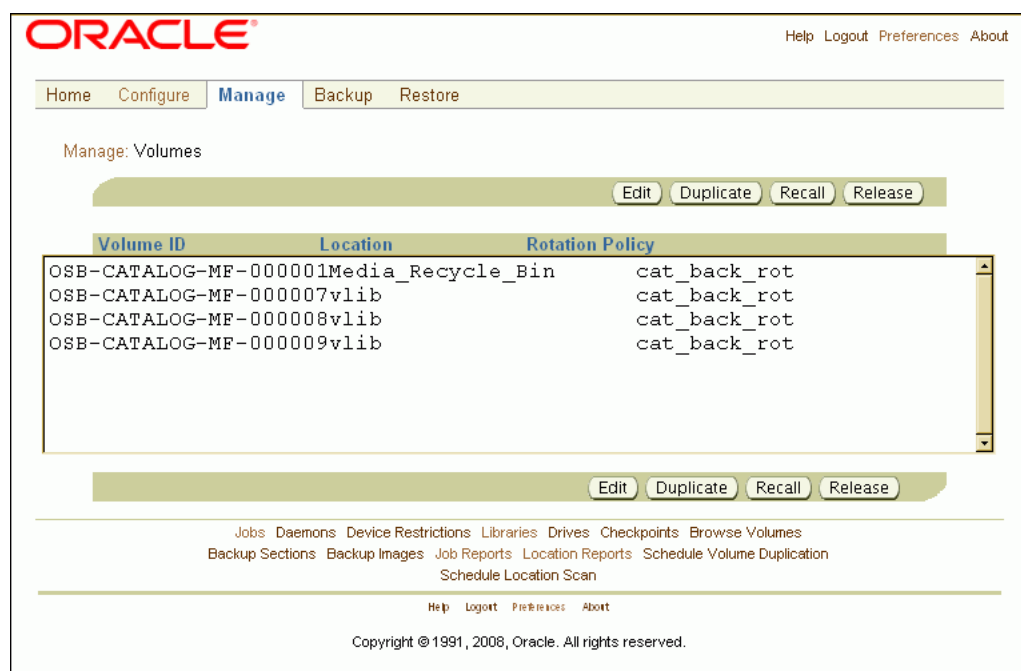 ORACLE®
Help Logout Preferences About
Home Configure Manage Backup Restore
Manage: Volumes
Edit Duplicate Recall Release
Volume ID Location Rotation Policy
OSB-CATALOG-MF-000001Media_Recycle_Bin cat_back_rot
OSB-CATALOG-MF-000007vlib cat_back_rot
OSB-CATALOG-MF-000008vlib cat_back_rot
OSB-CATALOG-MF-000009vlib cat_back_rot
Edit Duplicate Recall Release
Jobs Daemons Device Restrictions Libraries Drives Checkpoints Browse Volumes
Backup Sections Backup Images Job Reports Location Reports Schedule Volume Duplication
Schedule Location Scan
Help Logout Preferences About
Copyright © 1991, 2008, Oracle. All rights reserved.